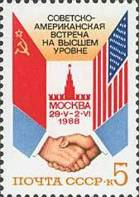 СОВЕТСКО-
АМЕРИКАНСКАЯ
ВСТРЕЧА
НА ВЫСШЕМ
УРОВНЕ
МОСКВА
29·V-2·VI
1988
ПОЧТА СССР·К5